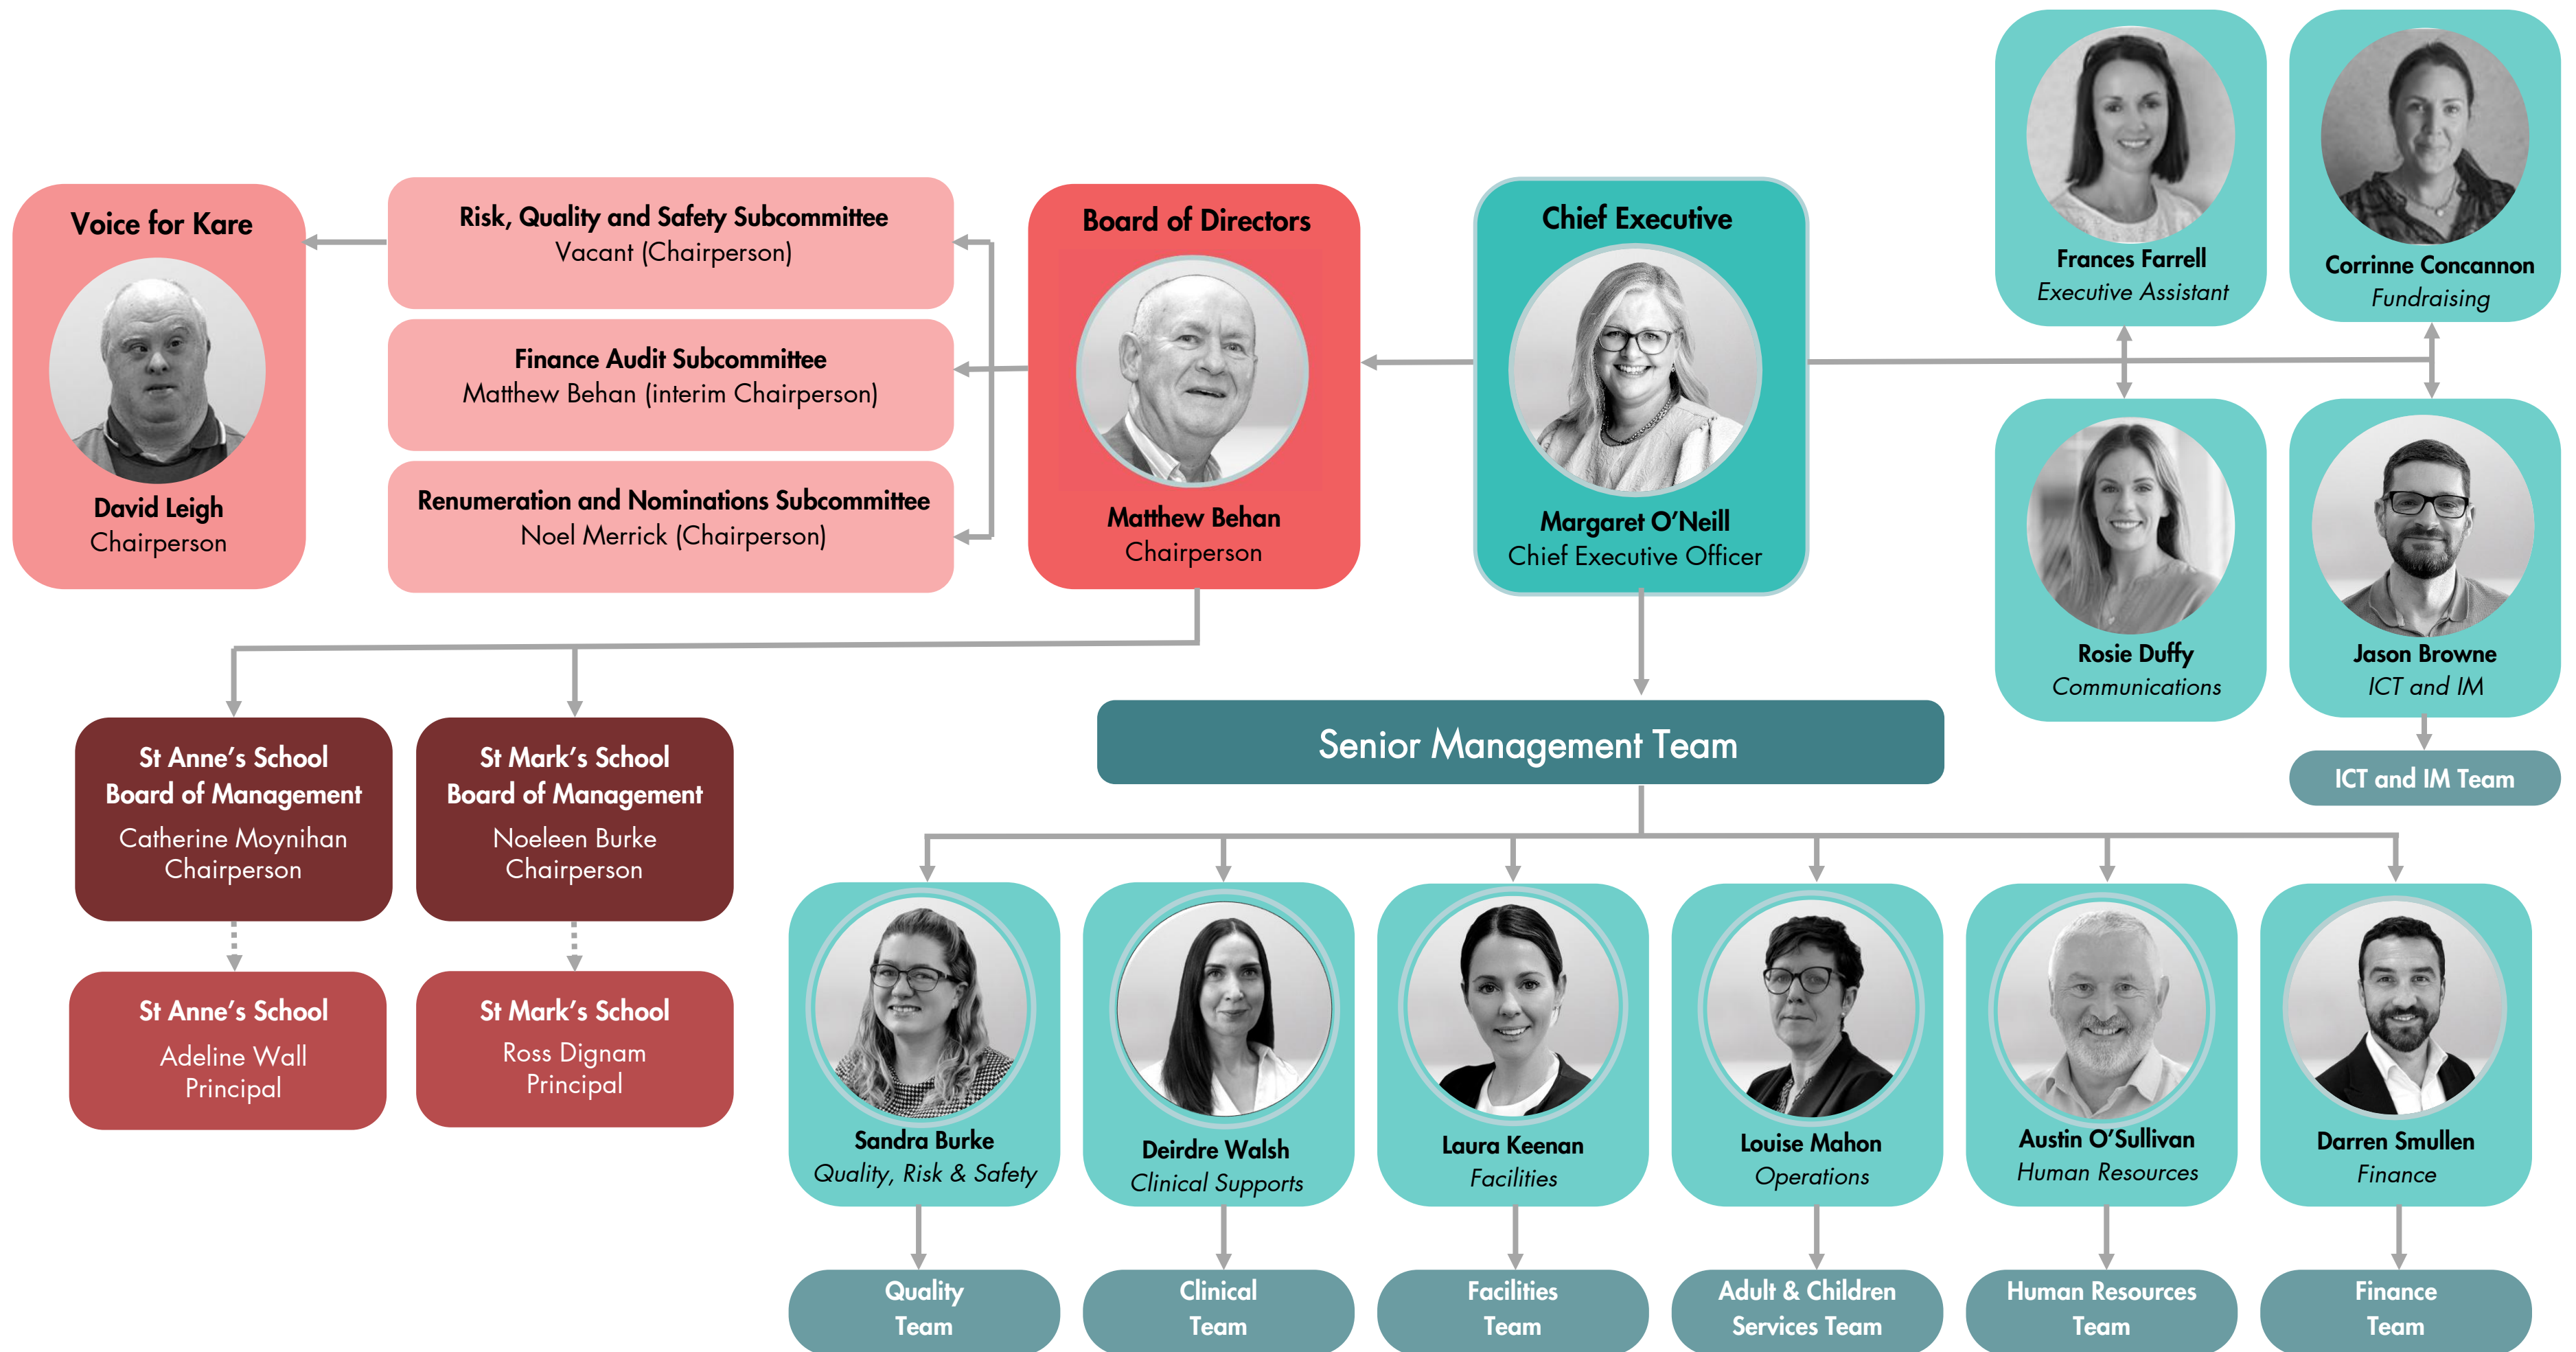 Voice for Kare
David Leigh
Chairperson
Risk, Quality and Safety Subcommittee
Vacant (Chairperson)
Finance Audit Subcommittee
Matthew Behan (interim Chairperson)
Renumeration and Nominations Subcommittee
Noel Merrick (Chairperson)
Board of Directors
Matthew Behan
Chairperson
Chief Executive
Margaret O'Neill
Chief Executive Officer
Frances Farrell
Executive Assistant
Corrinne Concannon
Fundraising
Rosie Duffy
Communications
Jason Browne
ICT and IM
ICT and IM Team
St Anne's School
Board of Management
Catherine Moynihan
Chairperson
St Mark's School
Board of Management
Noeleen Burke
Chairperson
St Anne's School
Adeline Wall
Principal
St Mark's School
Ross Dignam
Principal
Senior Management Team
Sandra Burke
Quality, Risk & Safety
Deirdre Walsh
Clinical Supports
Laura Keenan
Facilities
Louise Mahon
Operations
Austin O'Sullivan
Human Resources
Darren Smullen
Finance
Quality
Team
Clinical
Team
Facilities
Team
Adult & Children
Services Team
Human Resources
Team
Finance
Team